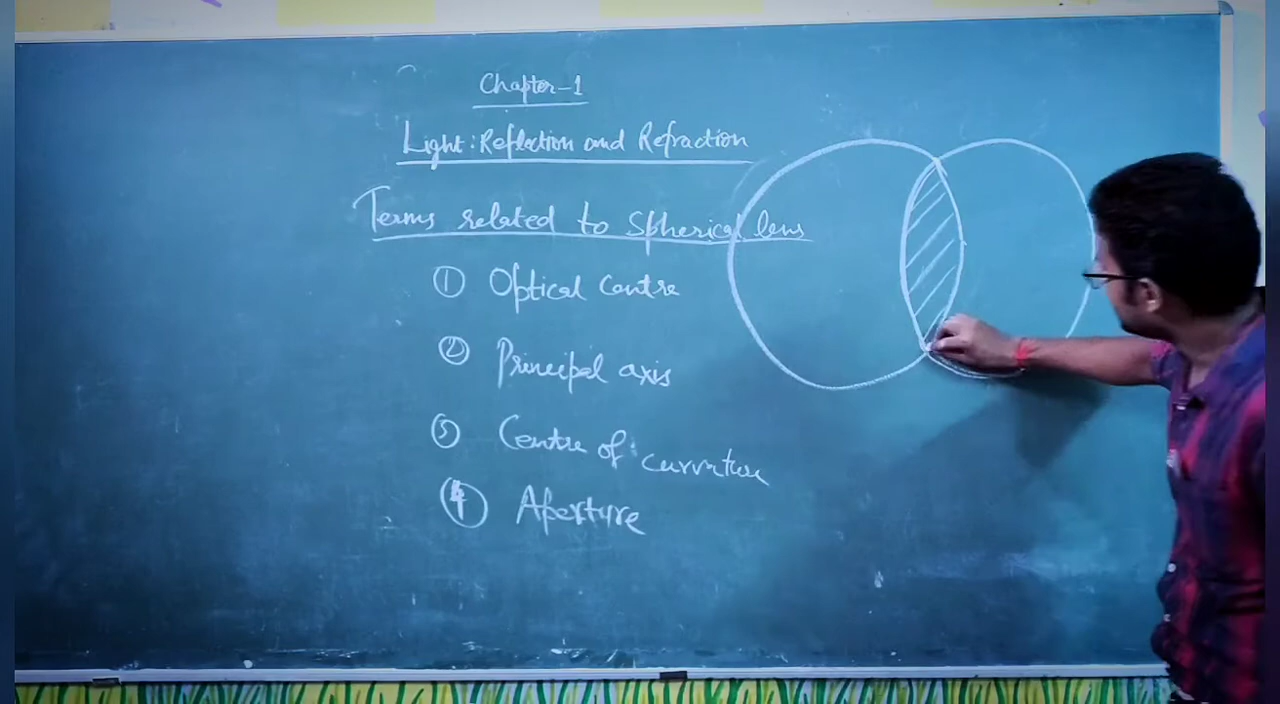 Chapter-1
Light: Reflection and Refraction
Terms related to Spherical lens
① Optical centre
② Principal axis
③ Centre of curvature
④ Aperture